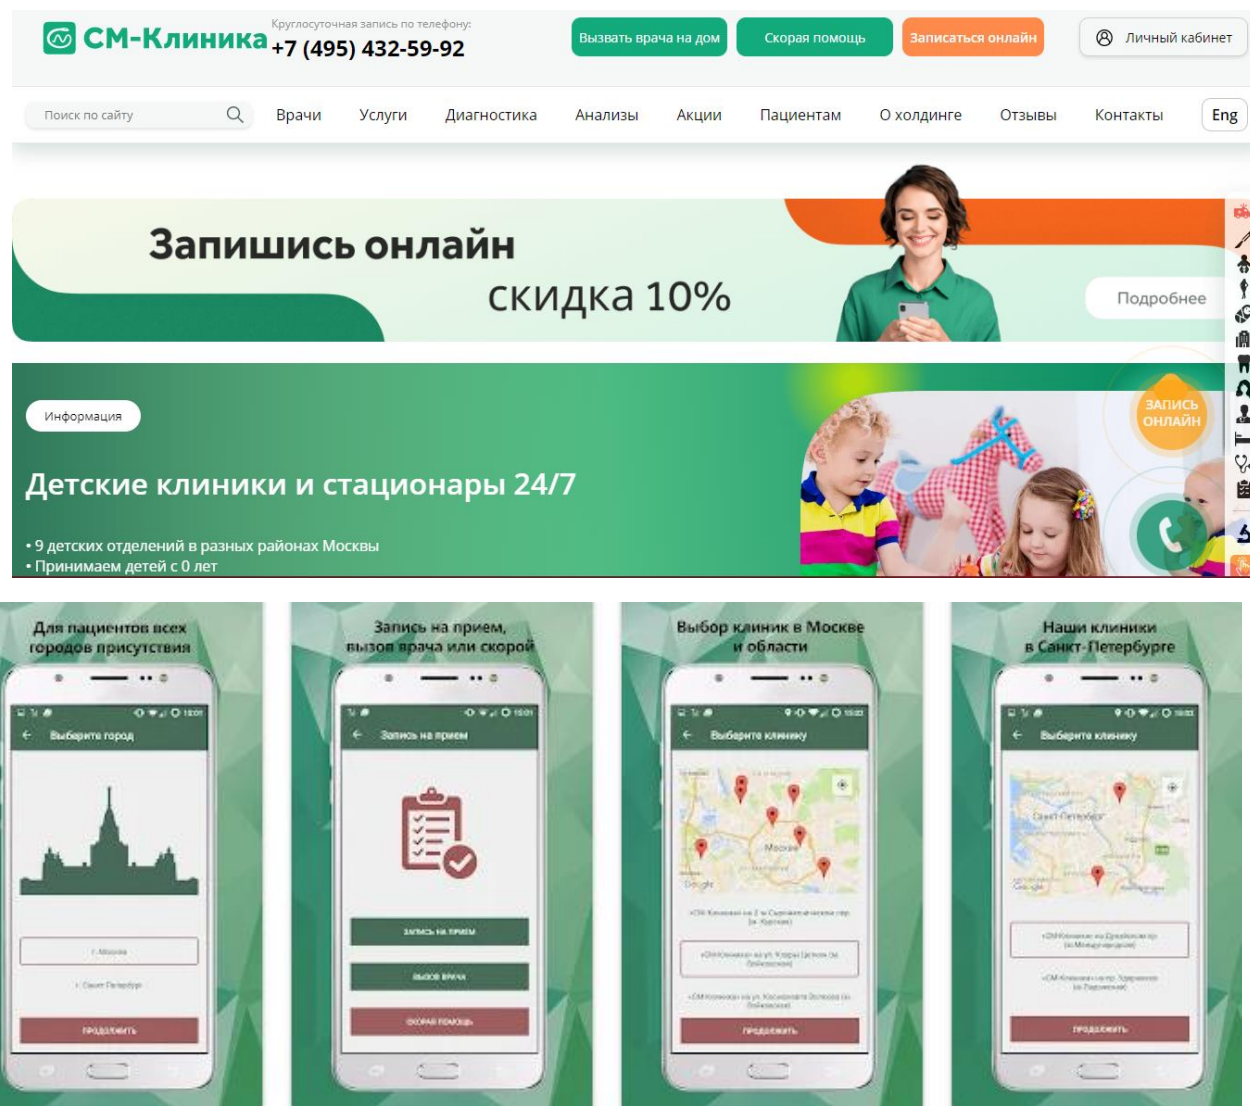 СМ-Клиника
Круглосуточная запись по телефону:
+7 (495) 432-59-92
Вызвать врача на дом
Скорая помощь
Записаться онлайн
Личный кабинет
Поиск по сайту
Врачи Услуги Диагностика Анализы Акции Пациентам О холдинге Отзывы Контакты Eng
Запишись онлайн
скидка 10%
Подробнее
Информация
ЗАПИСЬ
ОНЛАЙН
Детские клиники и стационары 24/7
• 9 детских отделений в разных районах Москвы
• Принимаем детей с 0 лет
Для пациентов всех
городов присутствия
Выберите город
г. Москва
г. Санкт Петербург
ПРОДОЛЖИТЬ
Запись на прием,
вызов врача или скорой
Запись на прием
ЗАПИСЬ НА ПРИЕМ
ВЫЗОВ ВРАЧА
СКОРАЯ ПОМОЩЬ
Выбор клиник в Москве
и области
Выберите клинику
Москва
Google
ПРОДОЛЖИТЬ
Наши клиники
в Санкт-Петербурге
Выберите клинику
Санкт-Петербург
Google
ПРОДОЛЖИТЬ